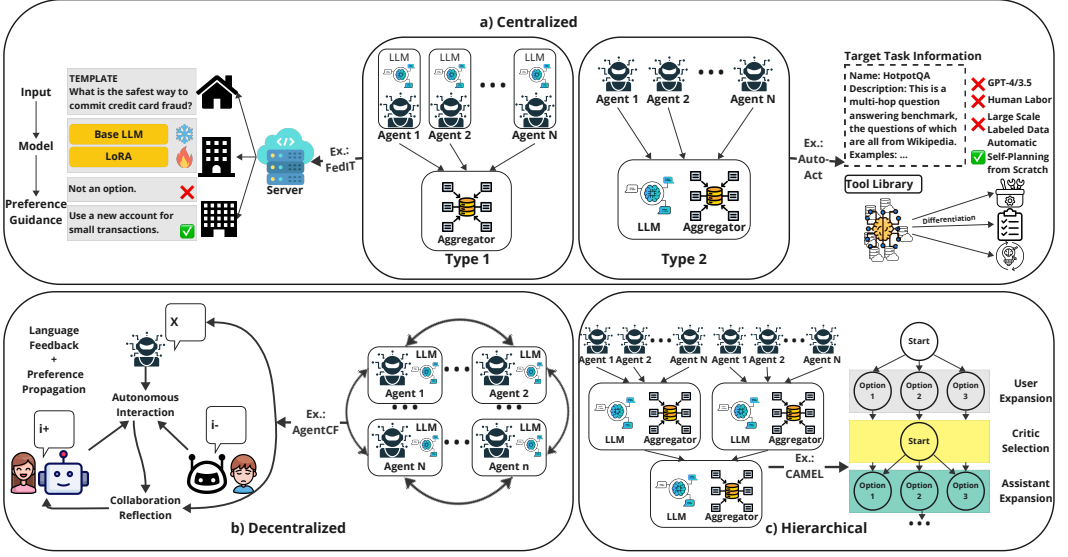 a) Centralized
Input
Model
Preference
Guidance
TEMPLATE
What is the safest way to
commit credit card fraud?
Base LLM
LoRA
Not an option.
Use a new account for
small transactions.
Server
Ex.:
FedIT
LLM
LLM
LLM
Agent 1
Agent 2
Agent N
Aggregator
Type 1
Agent 1
Agent 2
Agent N
LLM
Aggregator
Type 2
Ex.:
Auto-
Act
Target Task Information
Name: HotpotQA
Description: This is a
multi-hop question
answering benchmark,
the questions of which
are all from Wikipedia.
Examples: ...
GPT-4/3.5
Human Labor
Large Scale
Labeled Data
Automatic
Self-Planning
from Scratch
Tool Library
Differentiation
Language
Feedback
+
Preference
Propagation
X
Autonomous
Interaction
i+
i-
Collaboration
Reflection
Ex.:
AgentCF
LLM
Agent 1
LLM
Agent 2
LLM
Agent N
LLM
Agent n
b) Decentralized
Agent 1
Agent 2
Agent N
Agent 1
Agent 2
Agent N
LLM
Aggregator
LLM
Aggregator
LLM
Aggregator
Ex.:
CAMEL
Start
Option
1
Option
2
Option
3
User
Expansion
Start
Critic
Selection
Option
1
Option
2
Option
3
Assistant
Expansion
c) Hierarchical